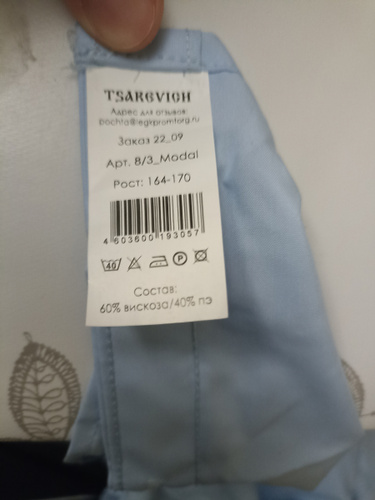 TSAREVICH
Адрес для отзывов:
pochta@legkpromtorg.ru
Заказ 22_09
Арт. 8/3_Modal
Рост: 164-170
4 603600 193057
40 P
Состав:
60% вискоза/40% пэ